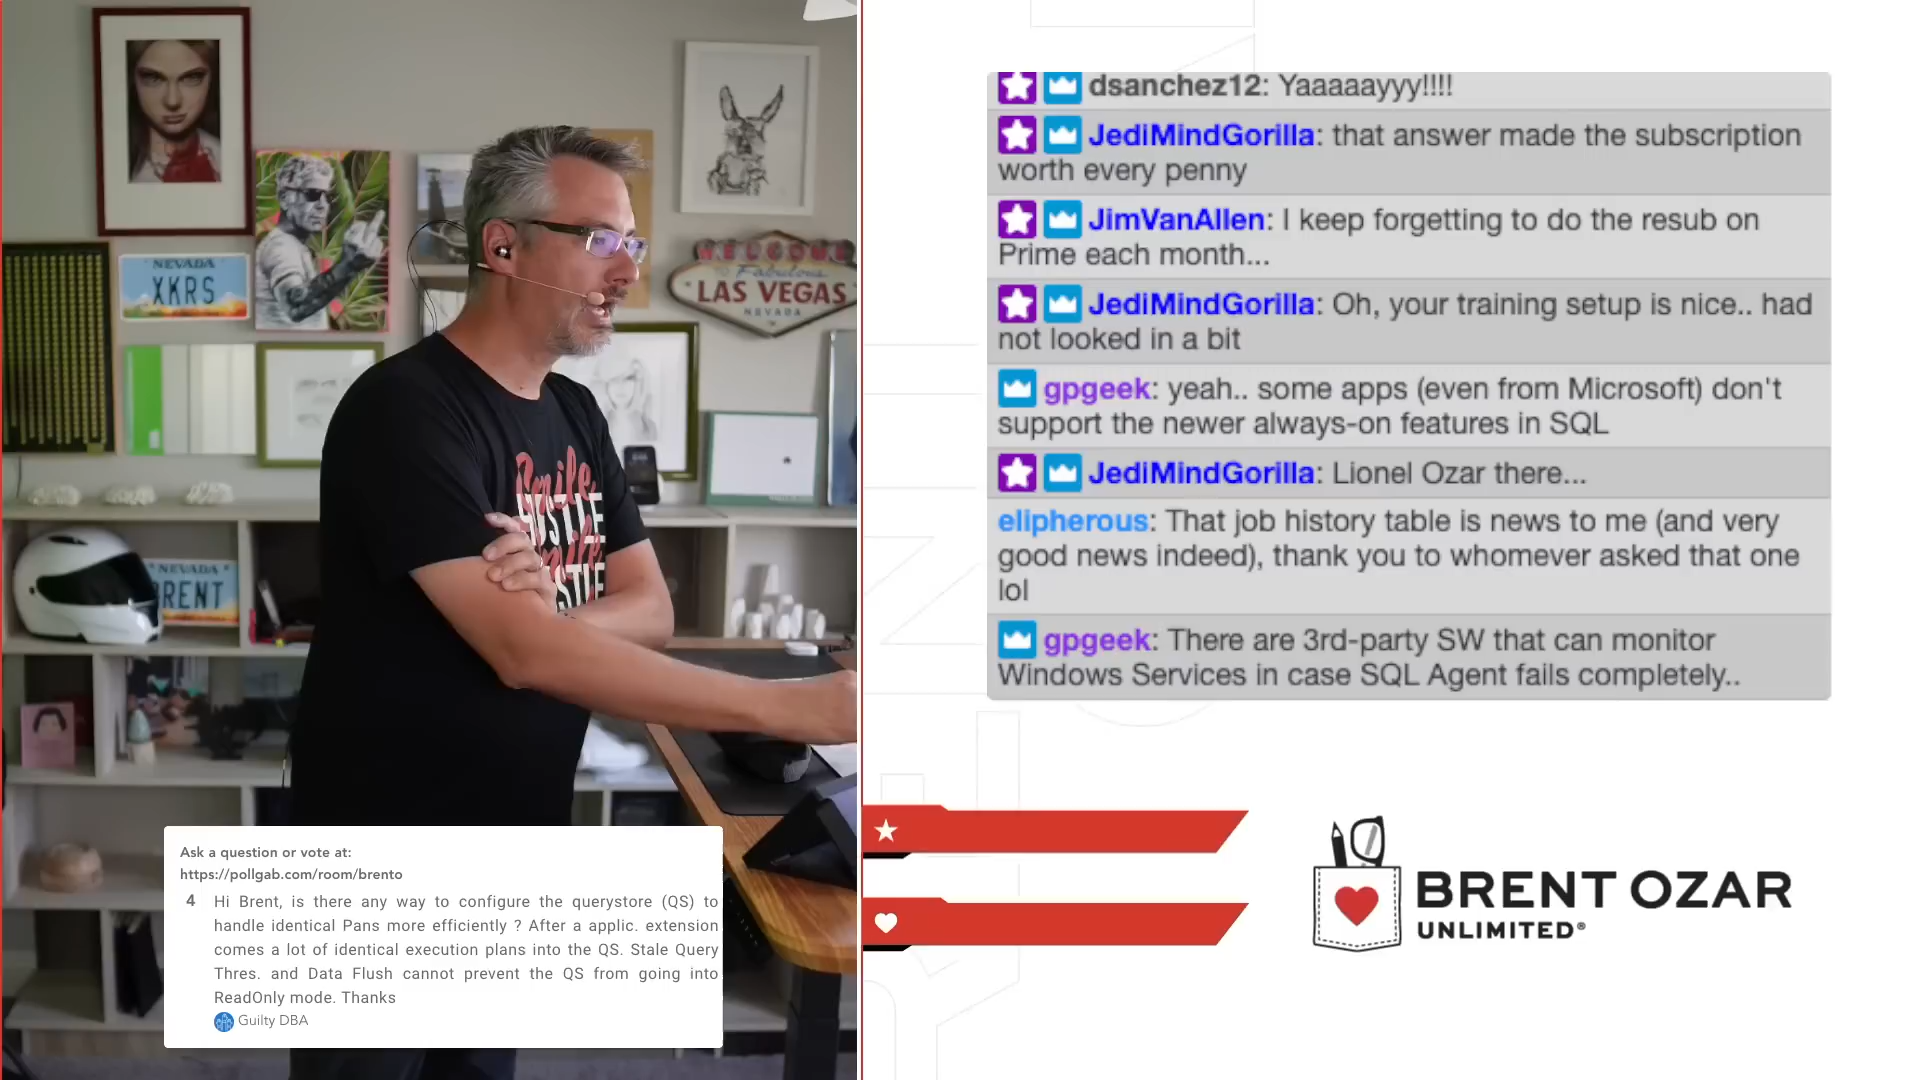 NEVADA
XKRS
WELCOME
TO Fabulous
LAS VEGAS
NEVADA
Smile
HUSTLE
NEVADA
BRENT
Ask a question or vote at:
https://pollgab.com/room/brento
4 Hi Brent, is there any way to configure the querystore (QS) to
handle identical Pans more efficiently ? After a applic. extension
comes a lot of identical execution plans into the QS. Stale Query
Thres. and Data Flush cannot prevent the QS from going into
ReadOnly mode. Thanks
Guilty DBA
dsanchez12: Yaaaaayyy!!!!
JediMindGorilla: that answer made the subscription
worth every penny
JimVanAllen: I keep forgetting to do the resub on
Prime each month...
JediMindGorilla: Oh, your training setup is nice.. had
not looked in a bit
gpgeek: yeah.. some apps (even from Microsoft) don't
support the newer always-on features in SQL
JediMindGorilla: Lionel Ozar there...
elipherous: That job history table is news to me (and very
good news indeed), thank you to whomever asked that one
lol
gpgeek: There are 3rd-party SW that can monitor
Windows Services in case SQL Agent fails completely..
BRENT OZAR
UNLIMITED®